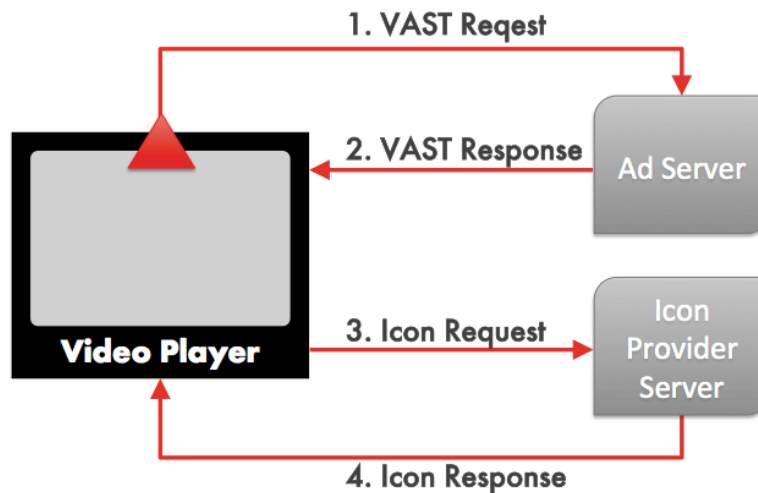 1. VAST Reqest
2. VAST Response
Ad Server
Video Player
3. Icon Request
Icon
Provider
Server
4. Icon Response